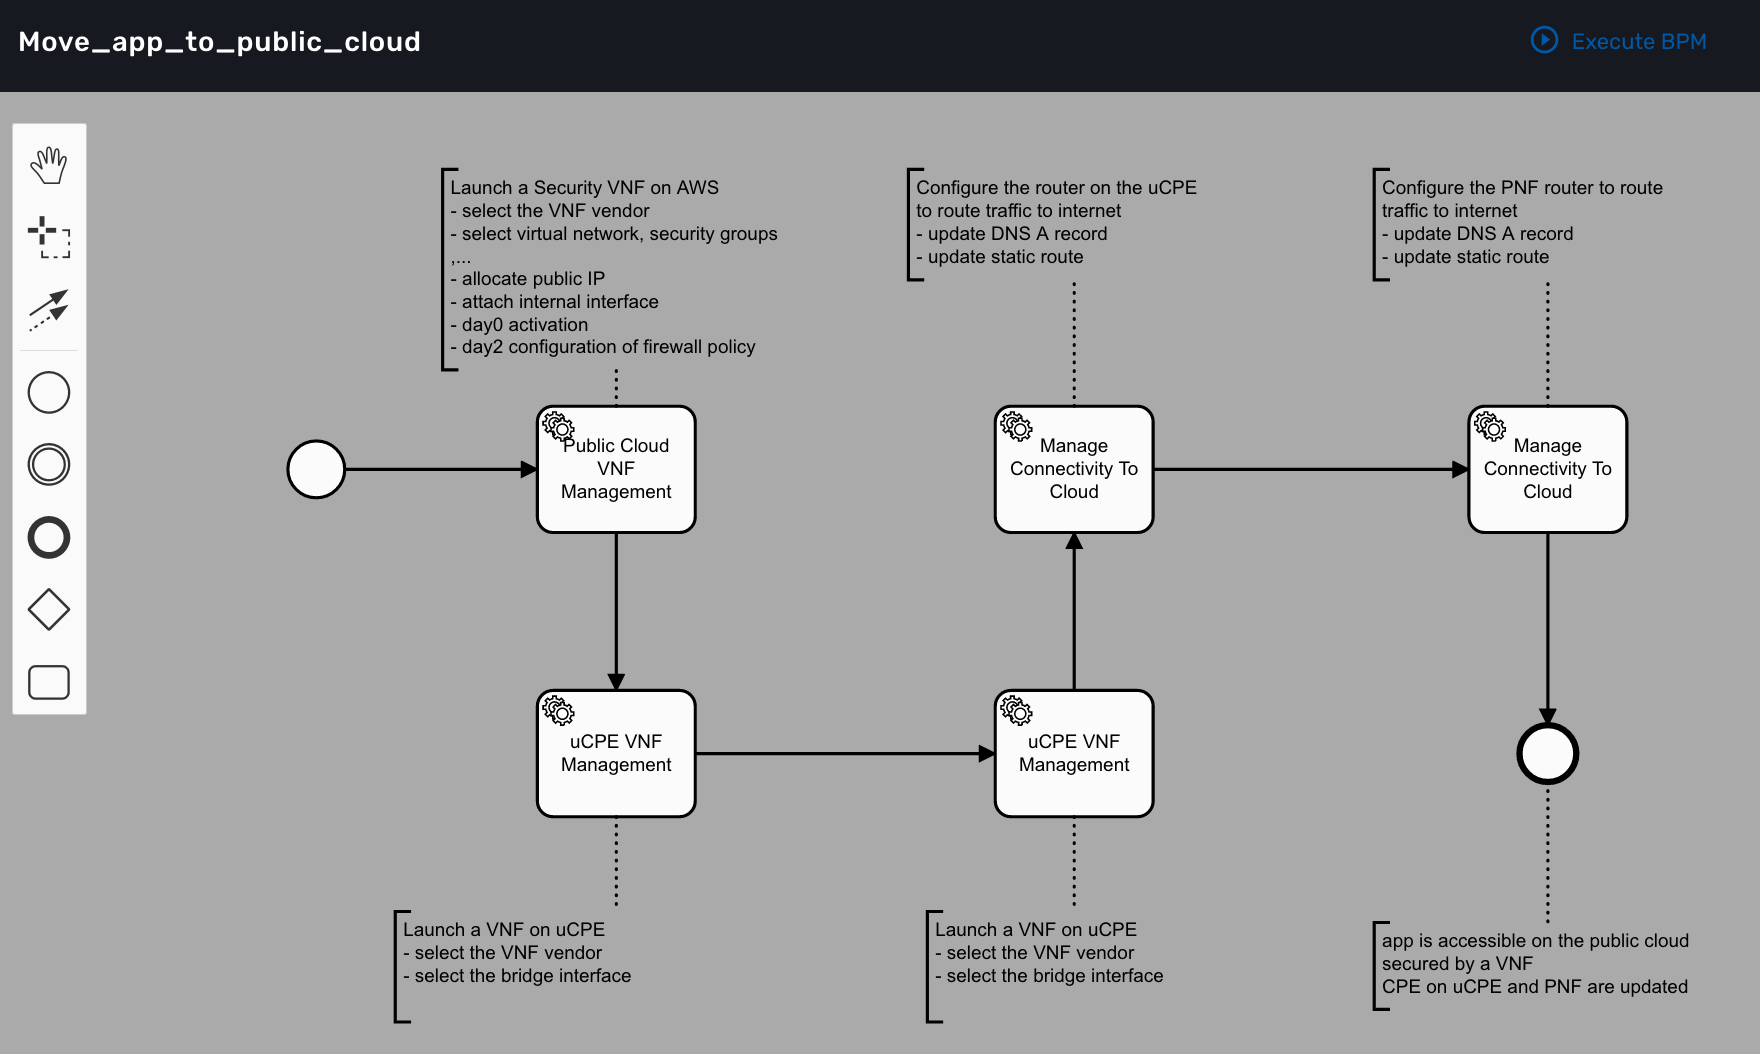 Move_app_to_public_cloud
Execute BPM
Launch a Security VNF on AWS
- select the VNF vendor
- select virtual network, security groups
,...
- allocate public IP
- attach internal interface
- day0 activation
- day2 configuration of firewall policy
Configure the router on the uCPE
to route traffic to internet
- update DNS A record
- update static route
Configure the PNF router to route
traffic to internet
- update DNS A record
- update static route
Public Cloud
VNF
Management
Manage
Connectivity To
Cloud
Manage
Connectivity To
Cloud
uCPE VNF
Management
uCPE VNF
Management
Launch a VNF on uCPE
- select the VNF vendor
- select the bridge interface
Launch a VNF on uCPE
- select the VNF vendor
- select the bridge interface
app is accessible on the public cloud
secured by a VNF
CPE on uCPE and PNF are updated